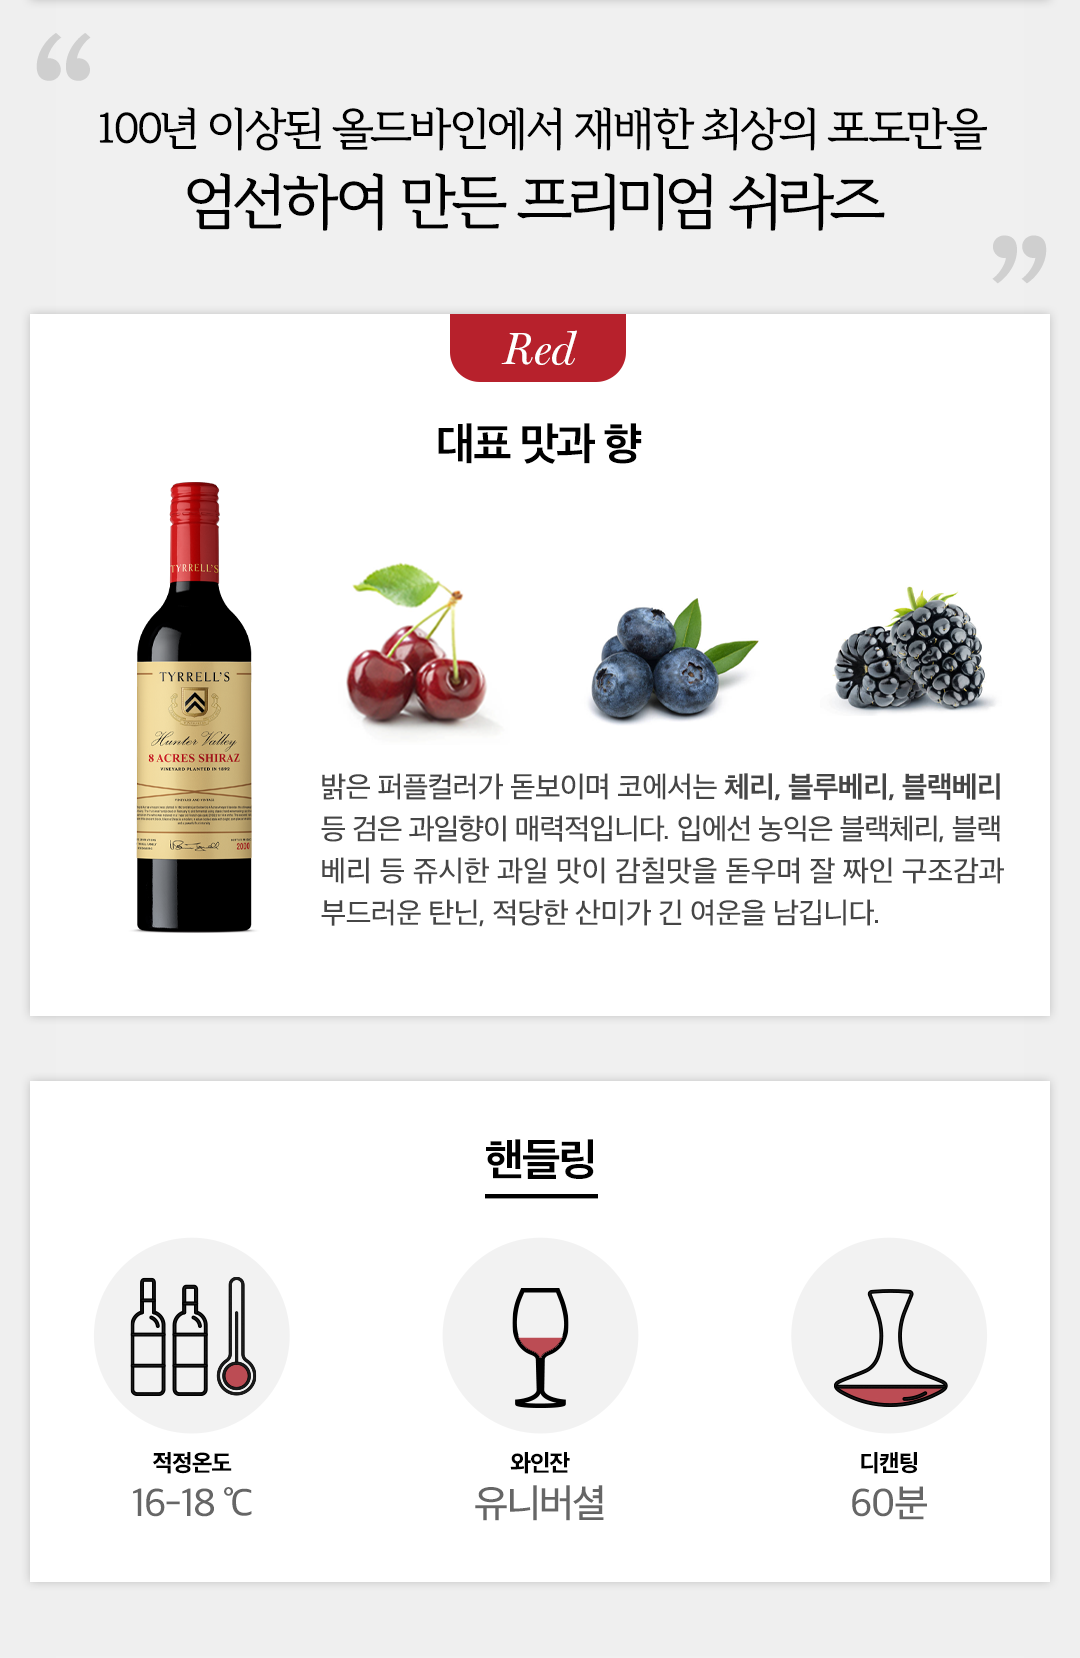 100년 이상된 올드바인에서 재배한 최상의 포도만을
엄선하여 만든 프리미엄 쉬라즈
Red
대표 맛과 향
TYRRELL'S
TYRRELL'S
Hunter Valley
8 ACRES SHIRAZ
VINEYARD PLANTED IN 1892
밝은 퍼플컬러가 돋보이며 코에서는 체리, 블루베리, 블랙베리
등 검은 과일향이 매력적입니다. 입에선 농익은 블랙체리, 블랙
베리 등 쥬시한 과일 맛이 감칠맛을 돋우며 잘 짜인 구조감과
부드러운 탄닌, 적당한 산미가 긴 여운을 남깁니다.
핸들링
적정온도
16-18 ℃
와인잔
유니버셜
디캔팅
60분